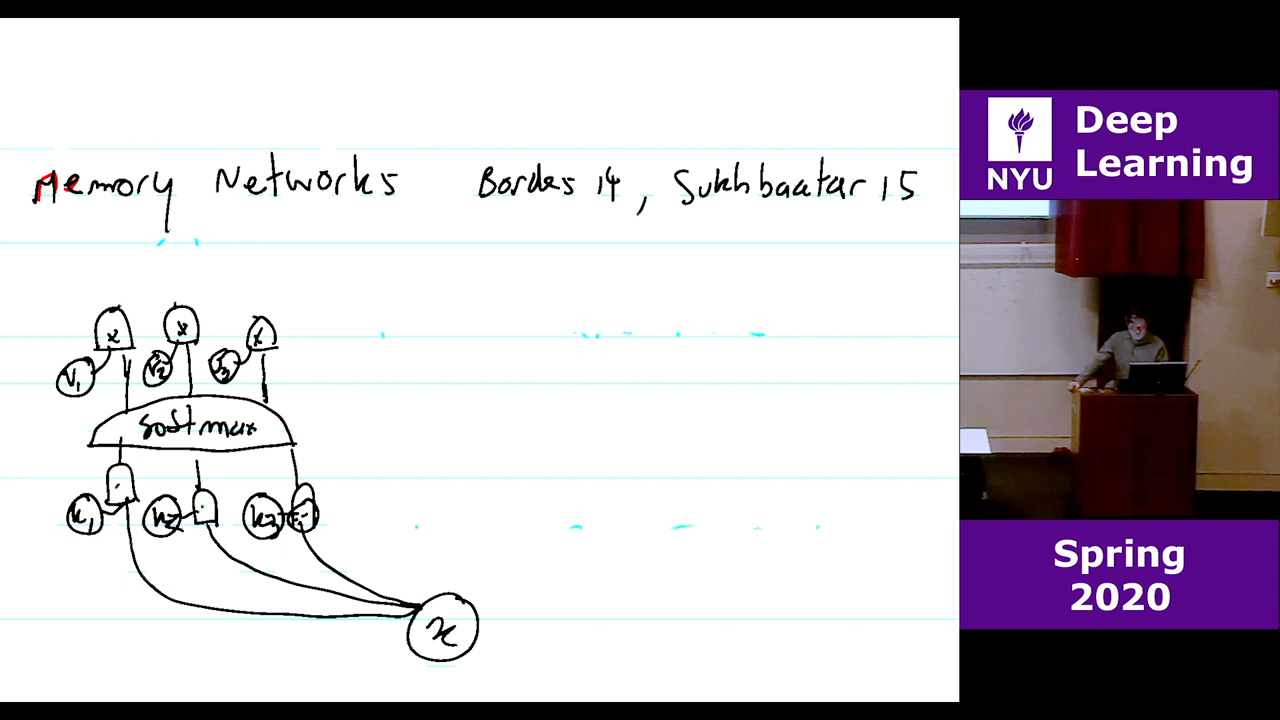 Memory Networks Bordes 14, Sukhbaatar 15
x x x
V1 V2 V3
softmax
k1 k2 k3
x
NYU
Deep
Learning
Spring
2020